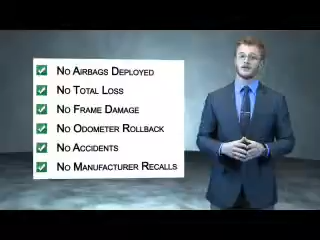 No Airbags Deployed
No Total Loss
No Frame Damage
No Odometer Rollback
No Accidents
No Manufacturer Recalls